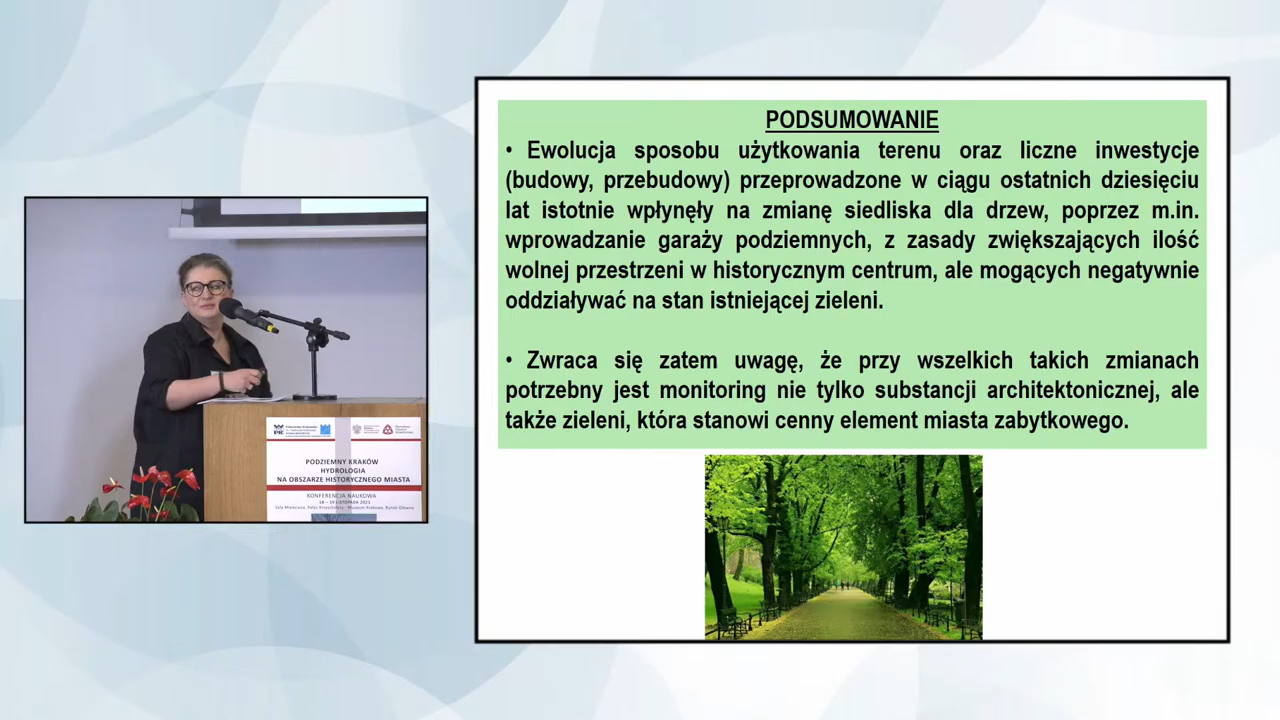 PODSUMOWANIE
• Ewolucja sposobu użytkowania terenu oraz liczne inwestycje
(budowy, przebudowy) przeprowadzone w ciągu ostatnich dziesięciu
lat istotnie wpłynęły na zmianę siedliska dla drzew, poprzez m.in.
wprowadzanie garaży podziemnych, z zasady zwiększających ilość
wolnej przestrzeni w historycznym centrum, ale mogących negatywnie
oddziaływać na stan istniejącej zieleni.
• Zwraca się zatem uwagę, że przy wszelkich takich zmianach
potrzebny jest monitoring nie tylko substancji architektonicznej, ale
także zieleni, która stanowi cenny element miasta zabytkowego.
PODZIEMNY KRAKÓW
HYDROLOGIA
NA OBSZARZE HISTORYCZNEGO MIASTA
KONFERENCJA NAUKOWA
18 – 19 LISTOPADA 2021